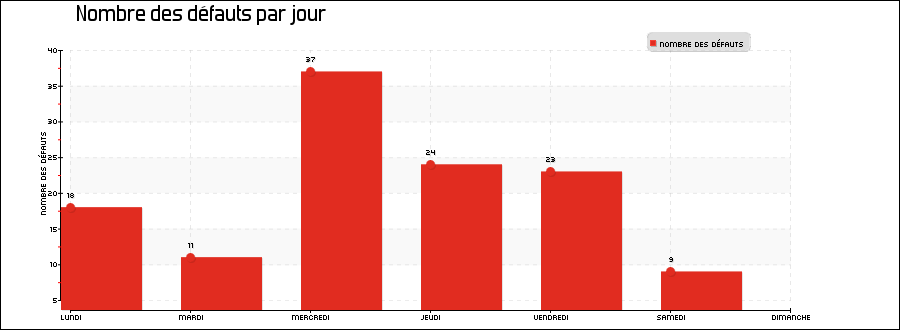 Nombre des défauts par jour
NOMBRE DES DÉFAUTS
NOMBRE DES DÉFAUTS
40
35
30
25
20
15
10
5
18
11
37
24
23
9
LUNDI
MARDI
MERCREDI
JEUDI
VENDREDI
SAMEDI
DIMANCHE